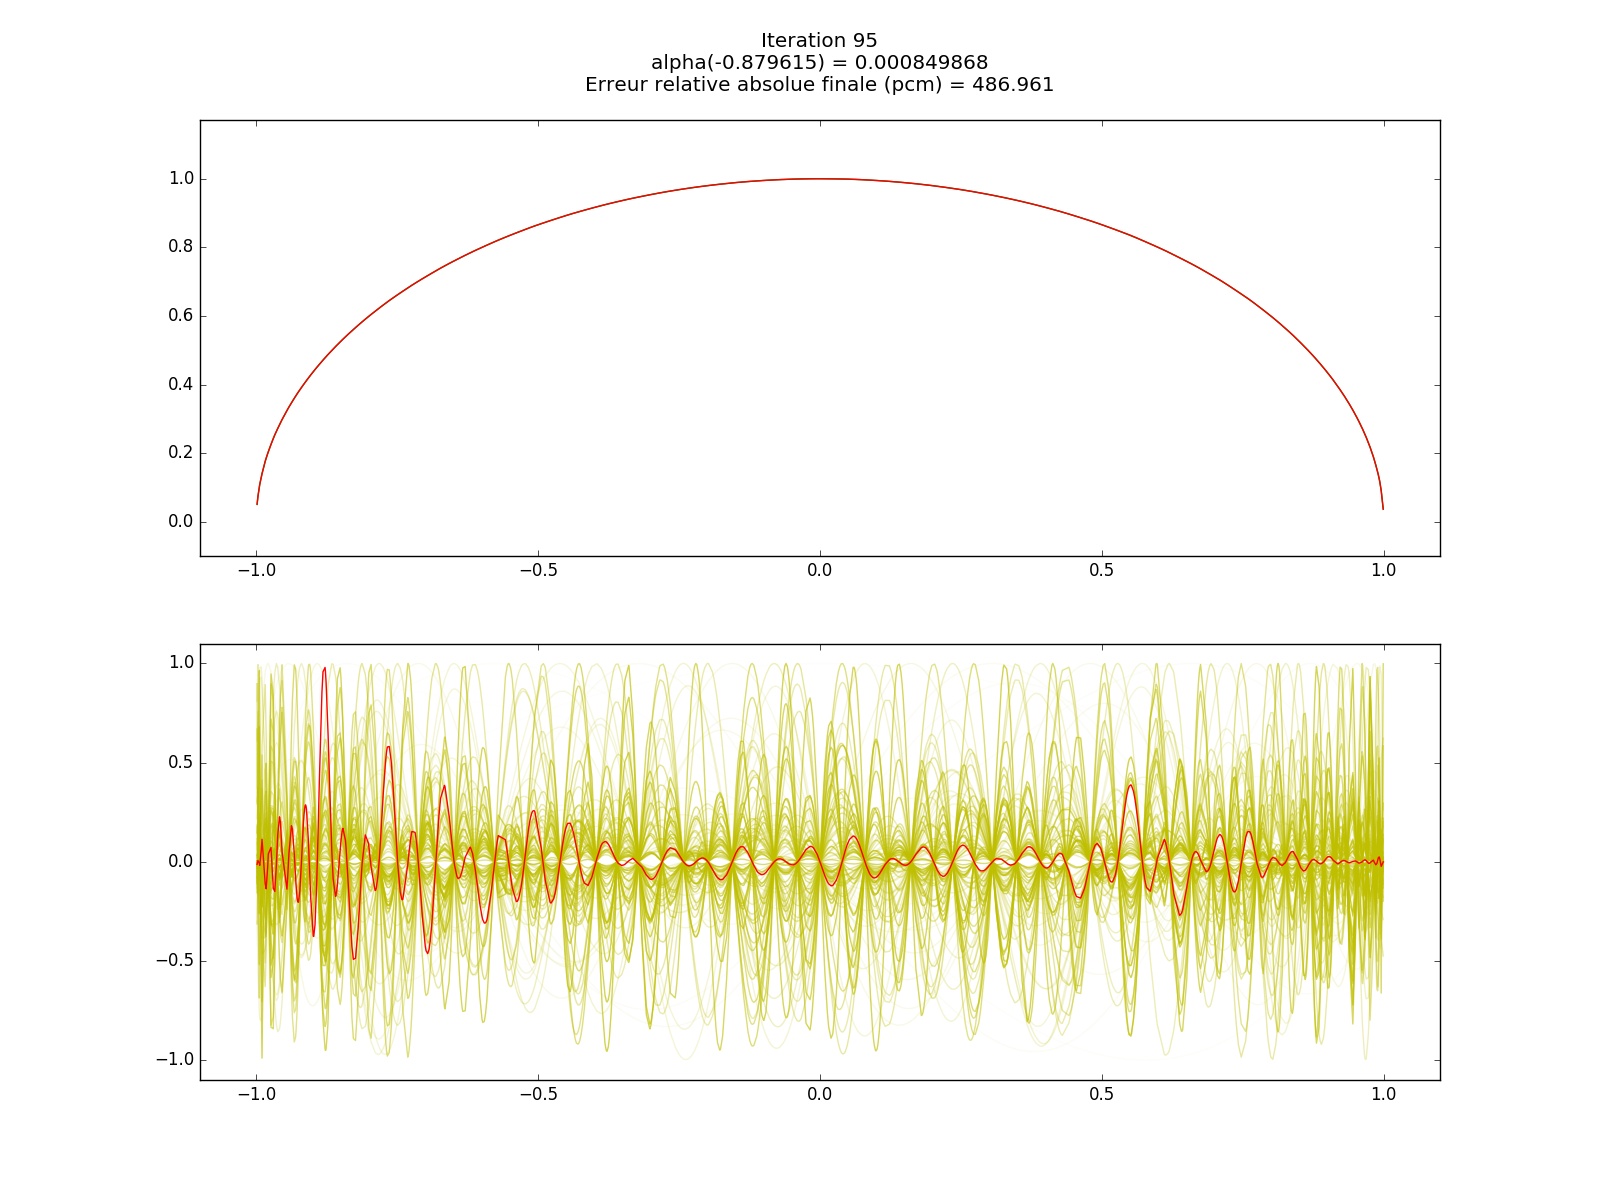 Iteration 95
alpha(-0.879615) = 0.000849868
Erreur relative absolue finale (pcm) = 486.961
1.0
0.8
0.6
0.4
0.2
0.0
−1.0 −0.5 0.0 0.5 1.0
1.0
0.5
0.0
−0.5
−1.0
−1.0 −0.5 0.0 0.5 1.0